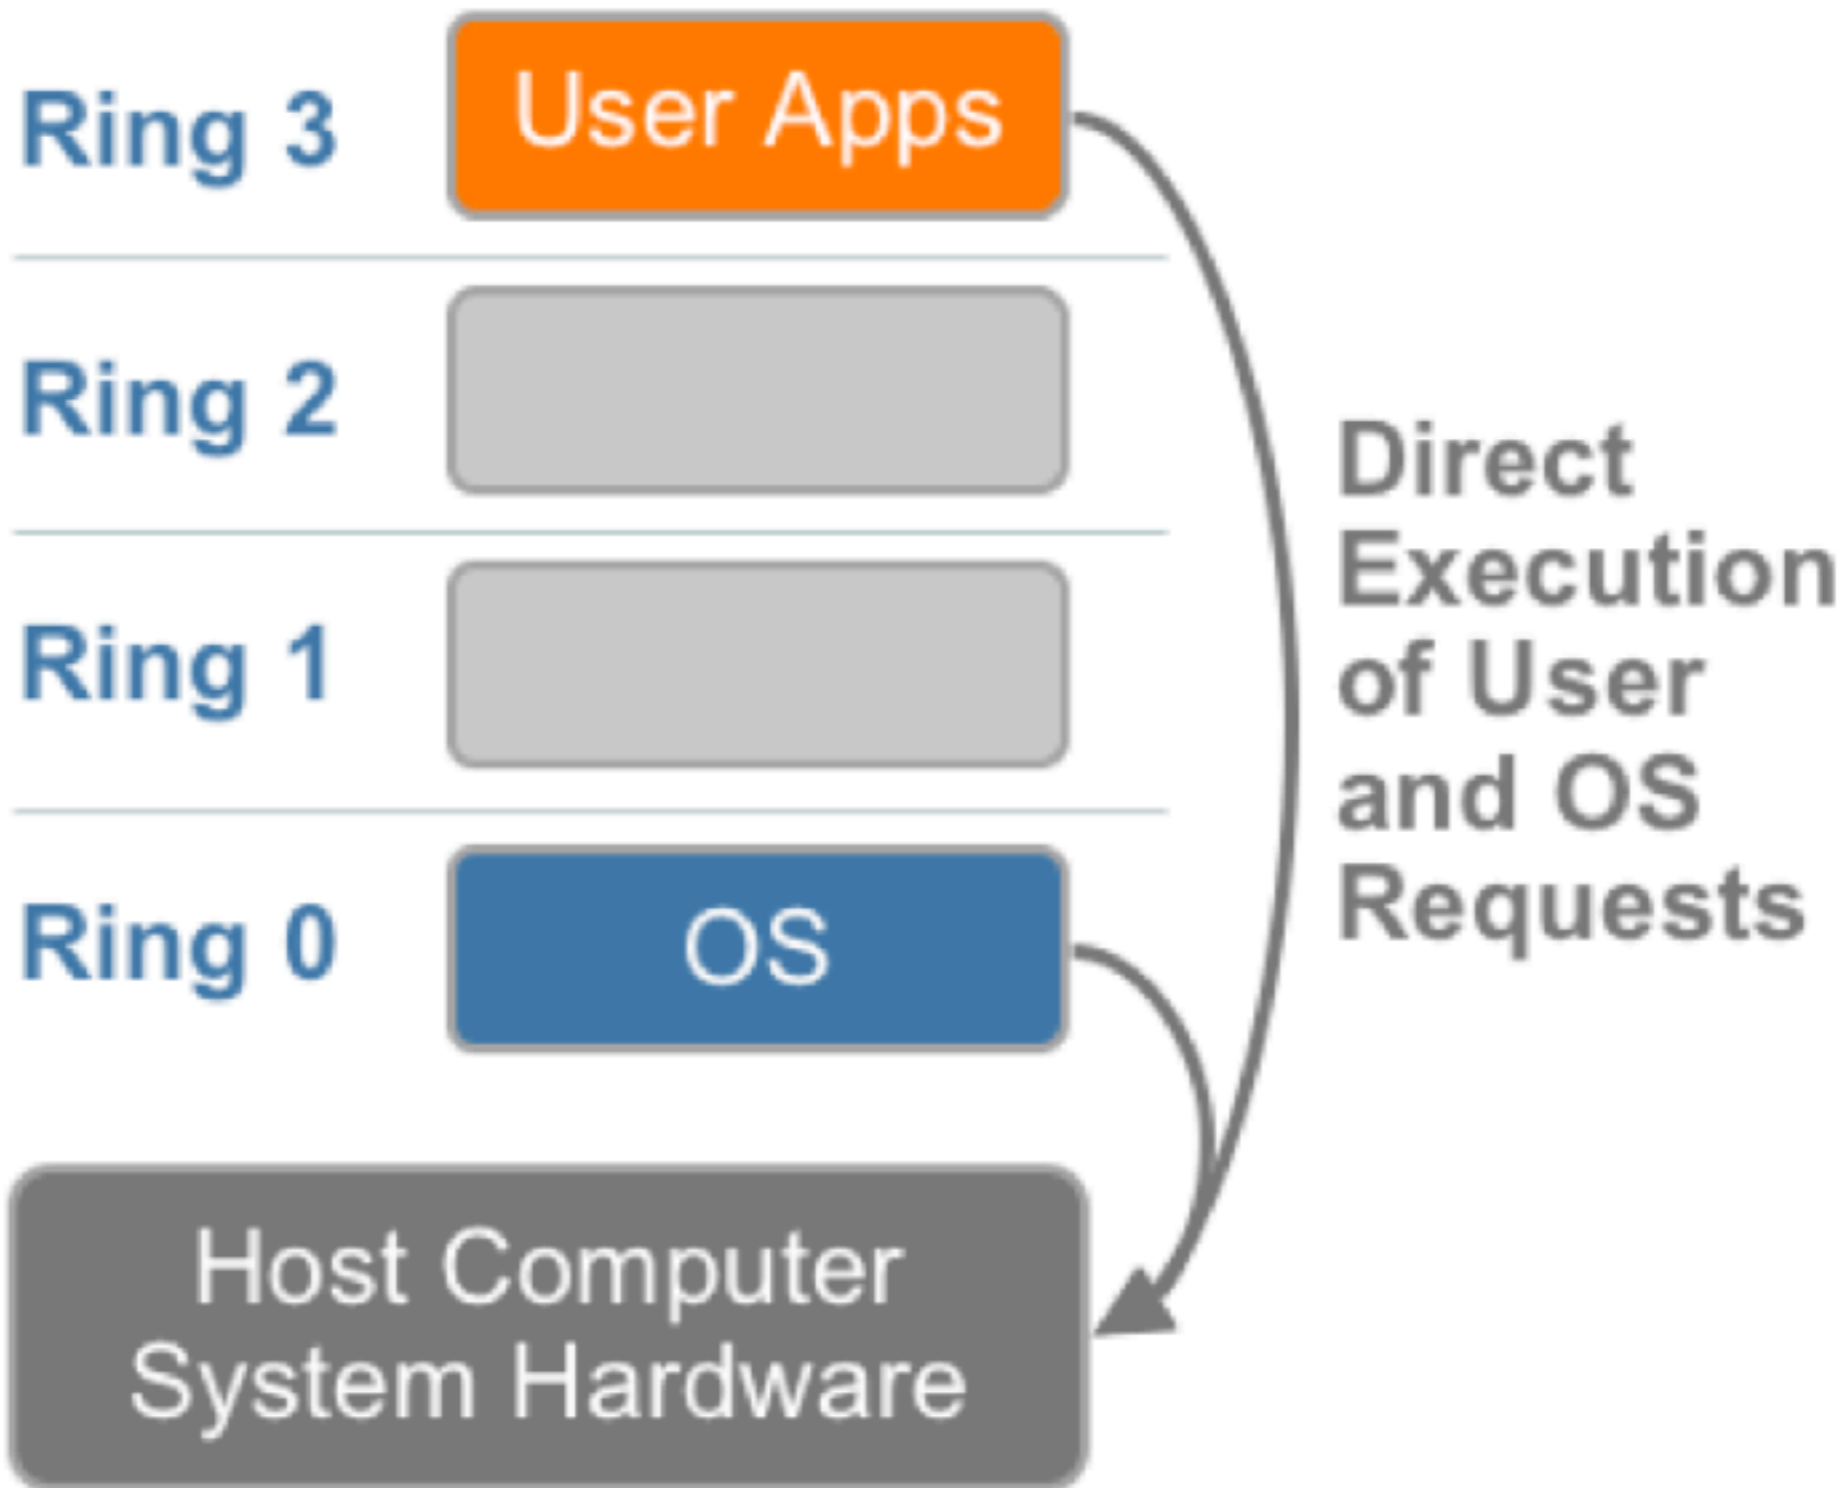 Ring 3
User Apps
Ring 2
Ring 1
Ring 0
OS
Direct
Execution
of User
and OS
Requests
Host Computer
System Hardware